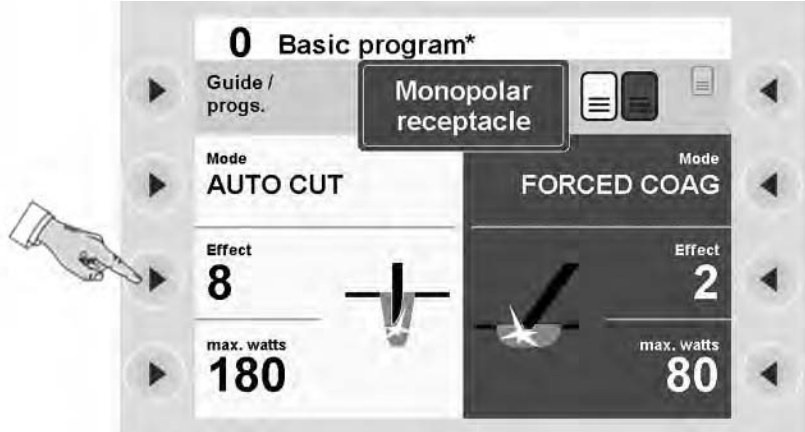 0 Basic program*
Guide /
progs.
Monopolar
receptacle
Mode
AUTO CUT
Mode
FORCED COAG
Effect
8
Effect
2
max. watts
180
max. watts
80